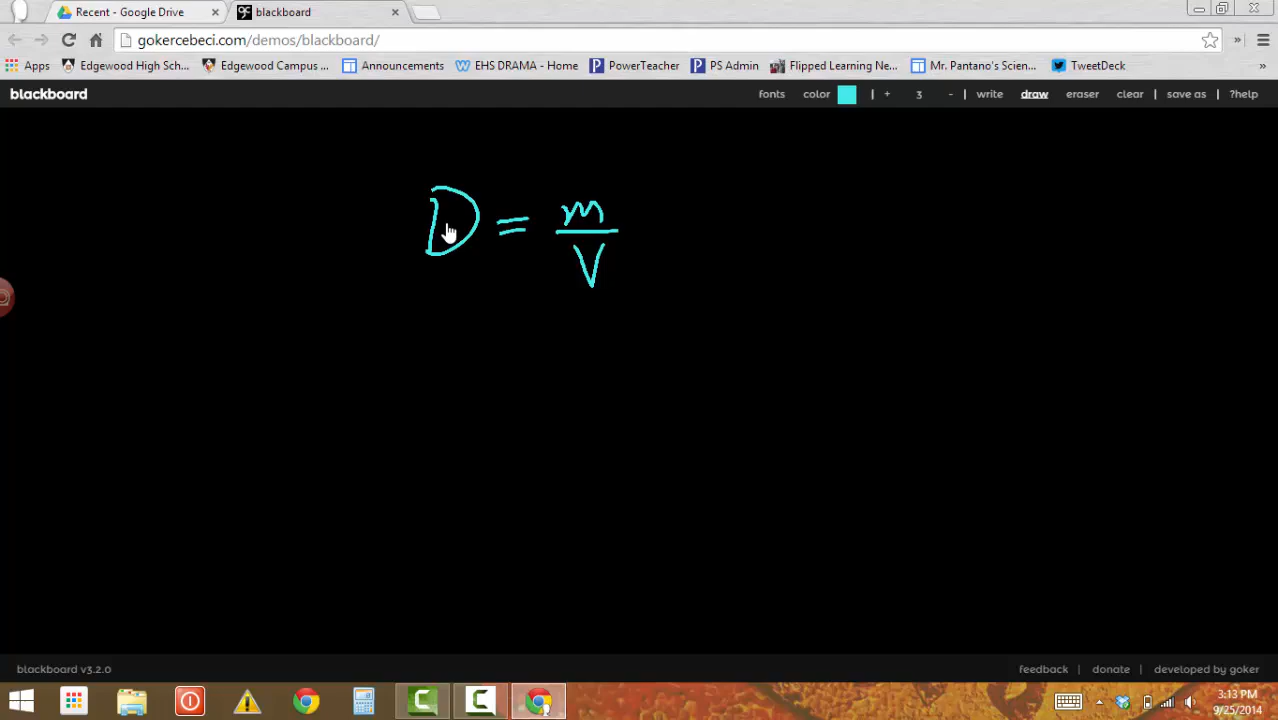 Recent - Google Drive
blackboard
gokercebeci.com/demos/blackboard/
Apps Edgewood High Sch... Edgewood Campus ... Announcements EHS DRAMA - Home PowerTeacher PS Admin Flipped Learning Ne... Mr. Pantano's Scien... TweetDeck »
blackboard fonts color | + 3 - | write draw eraser clear | save as | ?help
D = m
V
blackboard v3.2.0 feedback | donate | developed by goker
3:13 PM
9/25/2014